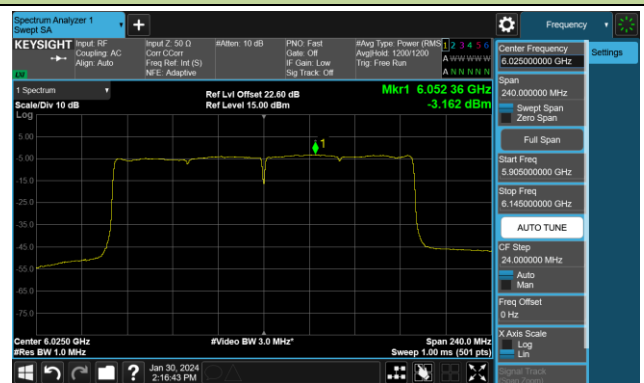 Spectrum Analyzer 1
Swept SA
Frequency
KEYSIGHT
Input: RF
Coupling: AC
Align: Auto
Input Z: 50 Ω
Corr CCorr
Freq Ref: Int (S)
NFE: Adaptive
#Atten: 10 dB
PNO: Fast
Gate: Off
IF Gain: Low
Sig Track: Off
#Avg Type: Power (RMS
Avg|Hold: 1200/1200
Trig: Free Run
1 2 3 4 5 6
A W W W W W
A N N N N N
LXI
1 Spectrum
Scale/Div 10 dB
Log
Ref Lvl Offset 22.60 dB
Ref Level 15.00 dBm
Mkr1 6.052 36 GHz
-3.162 dBm
5.00
-5.00
-15.0
-25.0
-35.0
-45.0
-55.0
-65.0
-75.0
1
Center 6.0250 GHz
#Res BW 1.0 MHz
#Video BW 3.0 MHz*
Span 240.0 MHz
Sweep 1.00 ms (501 pts)
Jan 30, 2024
2:16:43 PM
Center Frequency
6.025000000 GHz
Settings
Span
240.000000 MHz
Swept Span
Zero Span
Full Span
Start Freq
5.905000000 GHz
Stop Freq
6.145000000 GHz
AUTO TUNE
CF Step
24.000000 MHz
Auto
Man
Freq Offset
0 Hz
X Axis Scale
Log
Lin
Signal Track